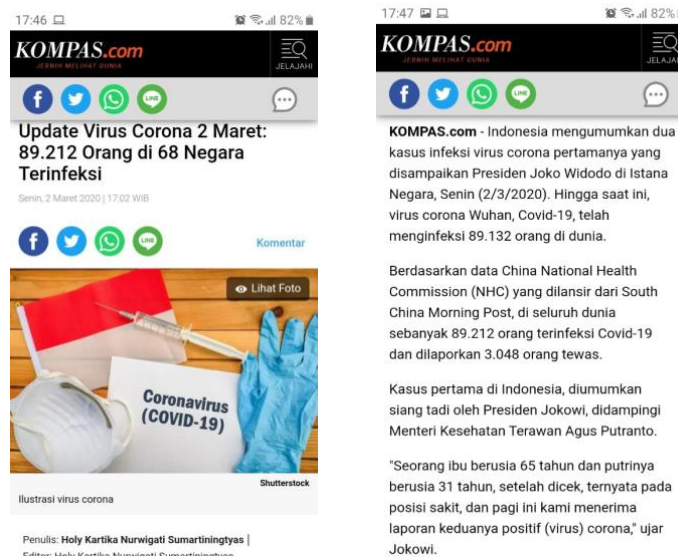 17:46
82%
KOMPAS.com
JERNIH MELIHAT DUNIA
JELAJAHI
LINE
Update Virus Corona 2 Maret:
89.212 Orang di 68 Negara
Terinfeksi
Senin, 2 Maret 2020 | 17:02 WIB
LINE
Komentar
Lihat Foto
Coronavirus
(COVID-19)
Shutterstock
Ilustrasi virus corona
Penulis: Holy Kartika Nurwigati Sumartiningtyas |
Editor: Holy Kartika Nurwigati Sumartiningtyas
17:47
82%
KOMPAS.com
JERNIH MELIHAT DUNIA
JELAJAHI
LINE
KOMPAS.com - Indonesia mengumumkan dua
kasus infeksi virus corona pertamanya yang
disampaikan Presiden Joko Widodo di Istana
Negara, Senin (2/3/2020). Hingga saat ini,
virus corona Wuhan, Covid-19, telah
menginfeksi 89.132 orang di dunia.
Berdasarkan data China National Health
Commission (NHC) yang dilansir dari South
China Morning Post, di seluruh dunia
sebanyak 89.212 orang terinfeksi Covid-19
dan dilaporkan 3.048 orang tewas.
Kasus pertama di Indonesia, diumumkan
siang tadi oleh Presiden Jokowi, didampingi
Menteri Kesehatan Terawan Agus Putranto.
"Seorang ibu berusia 65 tahun dan putrinya
berusia 31 tahun, setelah dicek, ternyata pada
posisi sakit, dan pagi ini kami menerima
laporan keduanya positif (virus) corona," ujar
Jokowi.